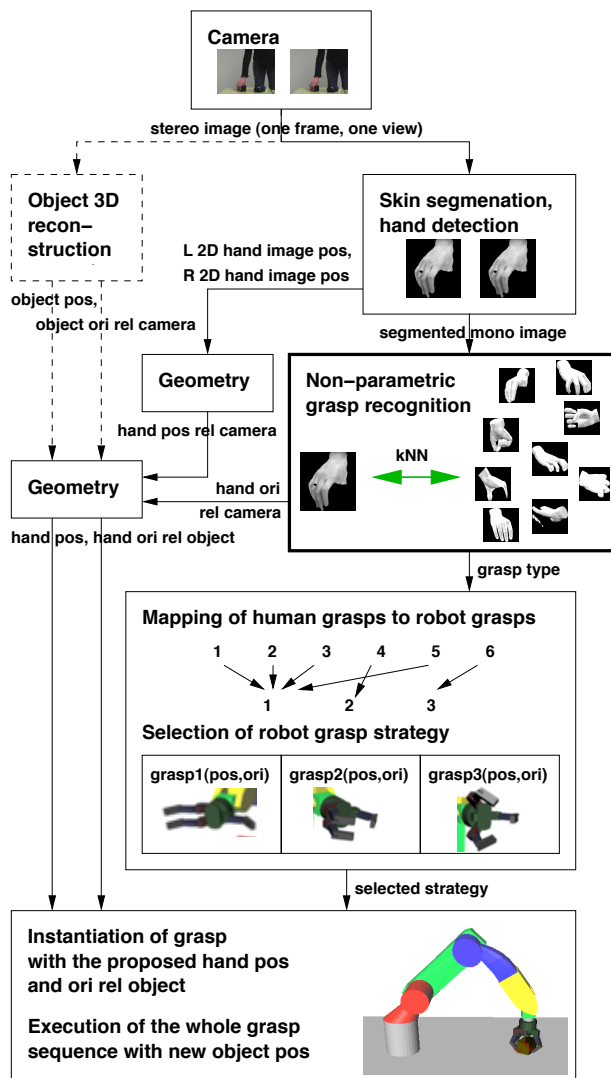 Camera
stereo image (one frame, one view)
Object 3D
recon-
struction
Skin segmenation,
hand detection
L 2D hand image pos,
R 2D hand image pos
object pos,
object ori rel camera
segmented mono image
Geometry
Non-parametric
grasp recognition
hand pos rel camera
kNN
Geometry
hand ori
rel camera
hand pos, hand ori rel object
grasp type
Mapping of human grasps to robot grasps
1 2 3 4 5 6
1 2 3
Selection of robot grasp strategy
grasp1(pos,ori) grasp2(pos,ori) grasp3(pos,ori)
selected strategy
Instantiation of grasp
with the proposed hand pos
and ori rel object
Execution of the whole grasp
sequence with new object pos